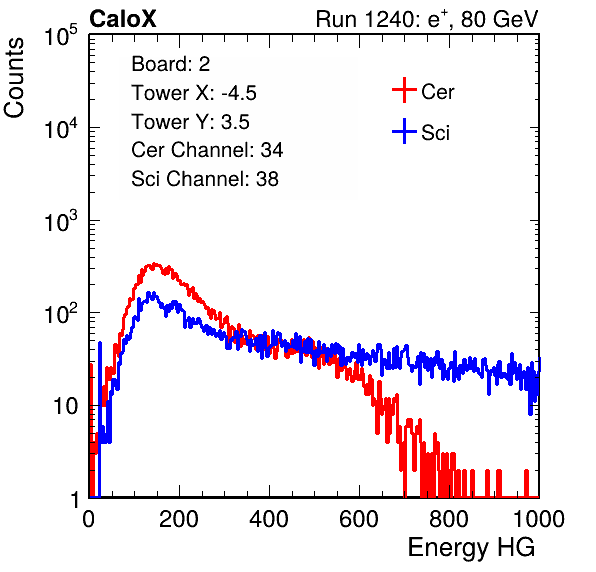 CaloX Run 1240: e⁺, 80 GeV
Counts
Board: 2
Tower X: -4.5
Tower Y: 3.5
Cer Channel: 34
Sci Channel: 38
Cer
Sci
10⁵
10⁴
10³
10²
10
1
0 200 400 600 800 1000
Energy HG